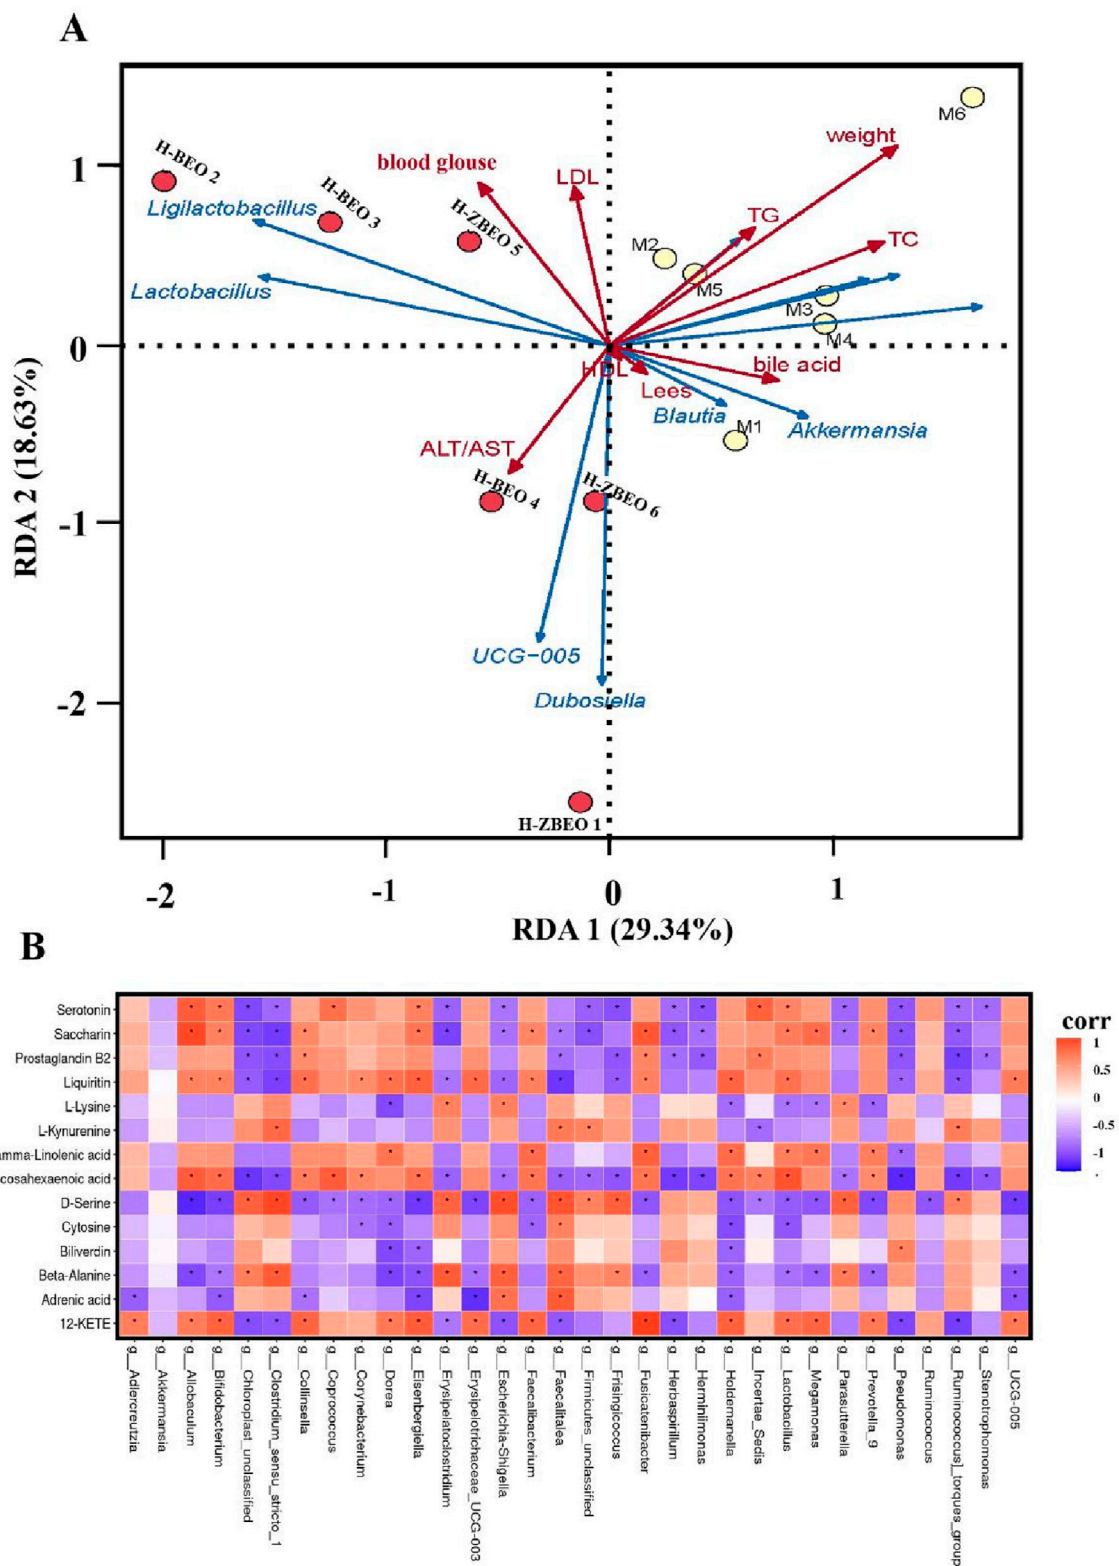 A
M6
weight
blood glouse
H-BEO 2
LDL
1
H-BEO 3
Ligilactobacillus
H-ZBEO 5
TG
TC
M2
M5
Lactobacillus
M3
M4
0
HDL
bile acid
Lees
Blautia
M1
Akkermansia
ALT/AST
H-BEO 4
H-ZBEO 6
-1
RDA 2 (18.63%)
UCG-005
-2
Dubosiella
H-ZBEO 1
-2
-1
0
1
RDA 1 (29.34%)
B
Serotonin
Saccharin
Prostaglandin B2
Liquiritin
L-Lysine
L-Kynurenine
amma-Linolenic acid
cosahexaenoic acid
D-Serine
Cytosine
Biliverdin
Beta-Alanine
Adrenic acid
12-KETE
corr
1
0.5
0
-0.5
-1
g__Adlercreutzia
g__Akkermansia
g__Allobaculum
g__Bifidobacterium
g__Chloroplast_unclassified
g__Clostridium_sensu_stricto_1
g__Collinsella
g__Coprococcus
g__Corynebacterium
g__Dorea
g__Eisenbergiella
g__Erysipelatoclostridium
g__Erysipelotrichaceae_UCG-003
g__Escherichia-Shigella
g__Faecalibacterium
g__Faecalitalea
g__Firmicutes_unclassified
g__Frisingicoccus
g__Fusicatenibacter
g__Herbaspirillum
g__Herminiimonas
g__Holdemanella
g__Incertae_Sedis
g__Lactobacillus
g__Megamonas
g__Parasutterella
g__Prevotella_9
g__Pseudomonas
g__Ruminococcus
g__Ruminococcus]_torques_group
g__Stenotrophomonas
g__UCG-005